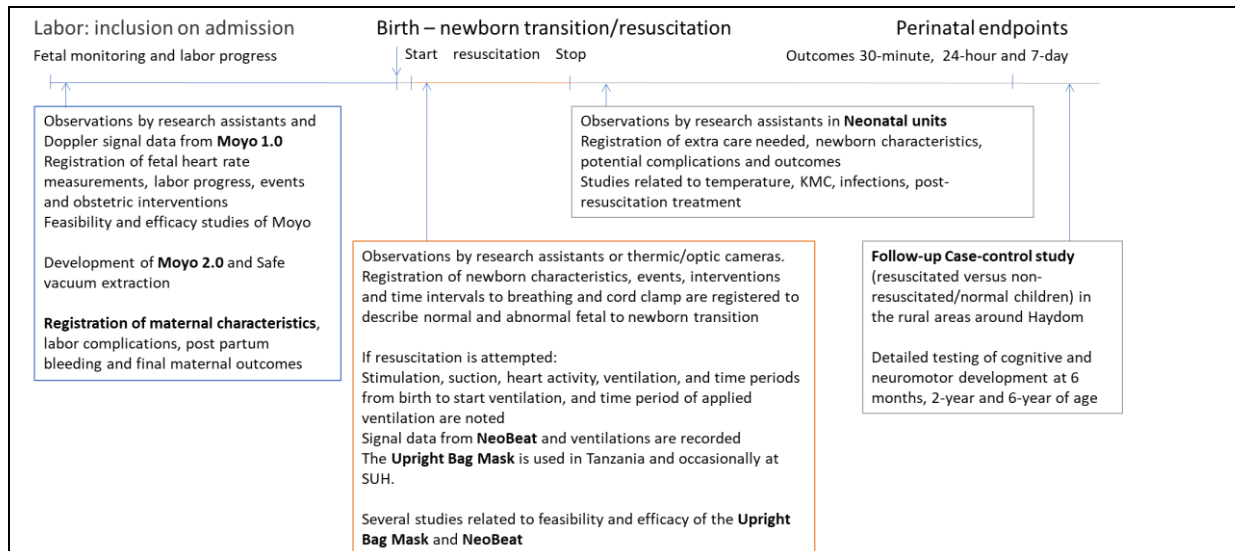 Labor: inclusion on admission
Fetal monitoring and labor progress
Birth – newborn transition/resuscitation
Start resuscitation Stop
Perinatal endpoints
Outcomes 30-minute, 24-hour and 7-day
Observations by research assistants and
Doppler signal data from Moyo 1.0
Registration of fetal heart rate
measurements, labor progress, events
and obstetric interventions
Feasibility and efficacy studies of Moyo
Development of Moyo 2.0 and Safe
vacuum extraction
Registration of maternal characteristics,
labor complications, post partum
bleeding and final maternal outcomes
Observations by research assistants or thermic/optic cameras.
Registration of newborn characteristics, events, interventions
and time intervals to breathing and cord clamp are registered to
describe normal and abnormal fetal to newborn transition
If resuscitation is attempted:
Stimulation, suction, heart activity, ventilation, and time periods
from birth to start ventilation, and time period of applied
ventilation are noted
Signal data from NeoBeat and ventilations are recorded
The Upright Bag Mask is used in Tanzania and occasionally at
SUH.
Several studies related to feasibility and efficacy of the Upright
Bag Mask and NeoBeat
Observations by research assistants in Neonatal units
Registration of extra care needed, newborn characteristics,
potential complications and outcomes
Studies related to temperature, KMC, infections, post-
resuscitation treatment
Follow-up Case-control study
(resuscitated versus non-
resuscitated/normal children) in
the rural areas around Haydom
Detailed testing of cognitive and
neuromotor development at 6
months, 2-year and 6-year of age